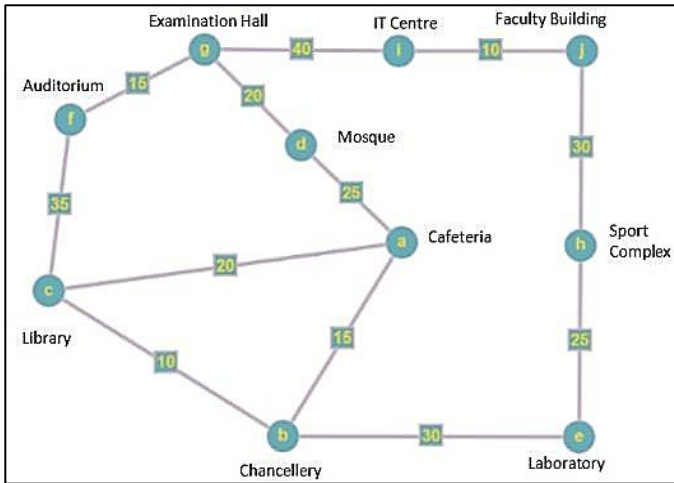 Examination Hall
IT Centre
Faculty Building
g
40
i
10
j
Auditorium
15
20
f
d
Mosque
30
25
35
a
Cafeteria
h
Sport
Complex
20
c
Library
15
25
10
b
30
e
Chancellery
Laboratory